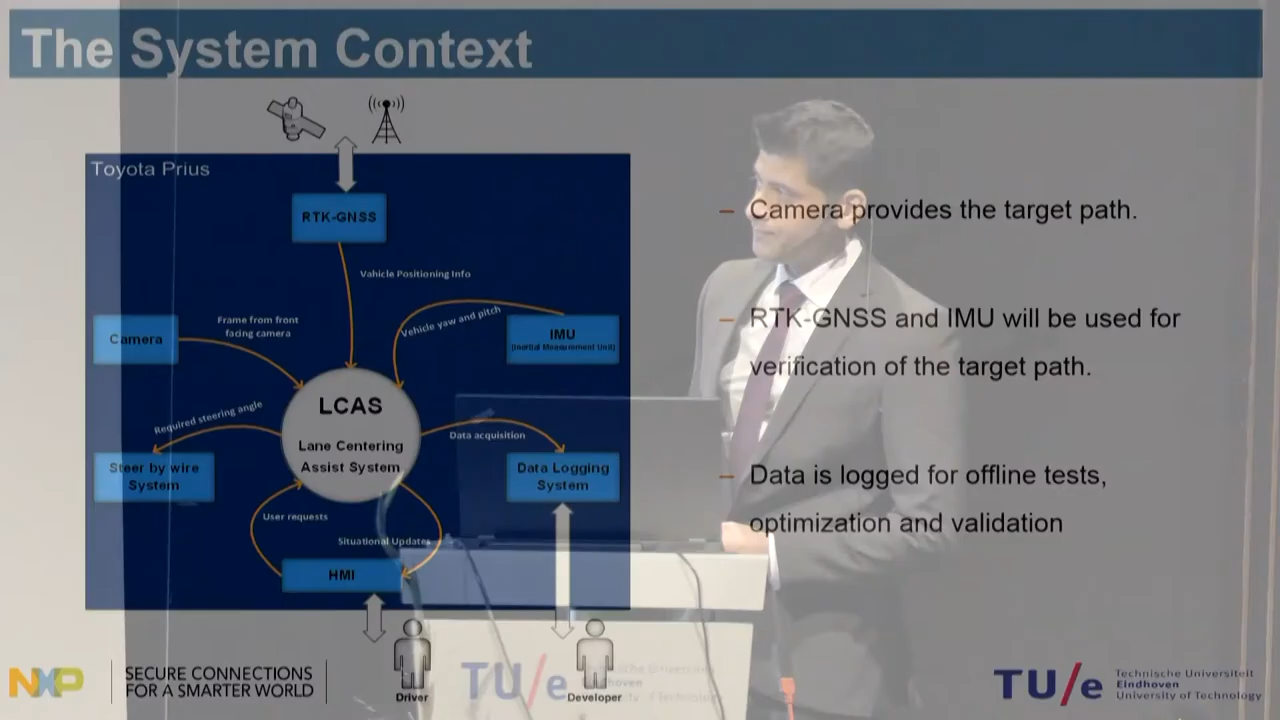 The System Context
Toyota Prius
RTK-GNSS
Vehicle Positioning Info
Frame from front
facing camera
Vehicle yaw and pitch
Camera
IMU
(Inertial Measurement Unit)
LCAS
Lane Centering
Assist System
Required steering angle
Data acquisition
Steer by wire
System
Data Logging
System
User requests
Situational Updates
HMI
Driver
Developer
– Camera provides the target path.
– RTK-GNSS and IMU will be used for
verification of the target path.
– Data is logged for offline tests,
optimization and validation
NXP
SECURE CONNECTIONS
FOR A SMARTER WORLD
TU/e
TU/e
Technische Universiteit
Eindhoven
University of Technology